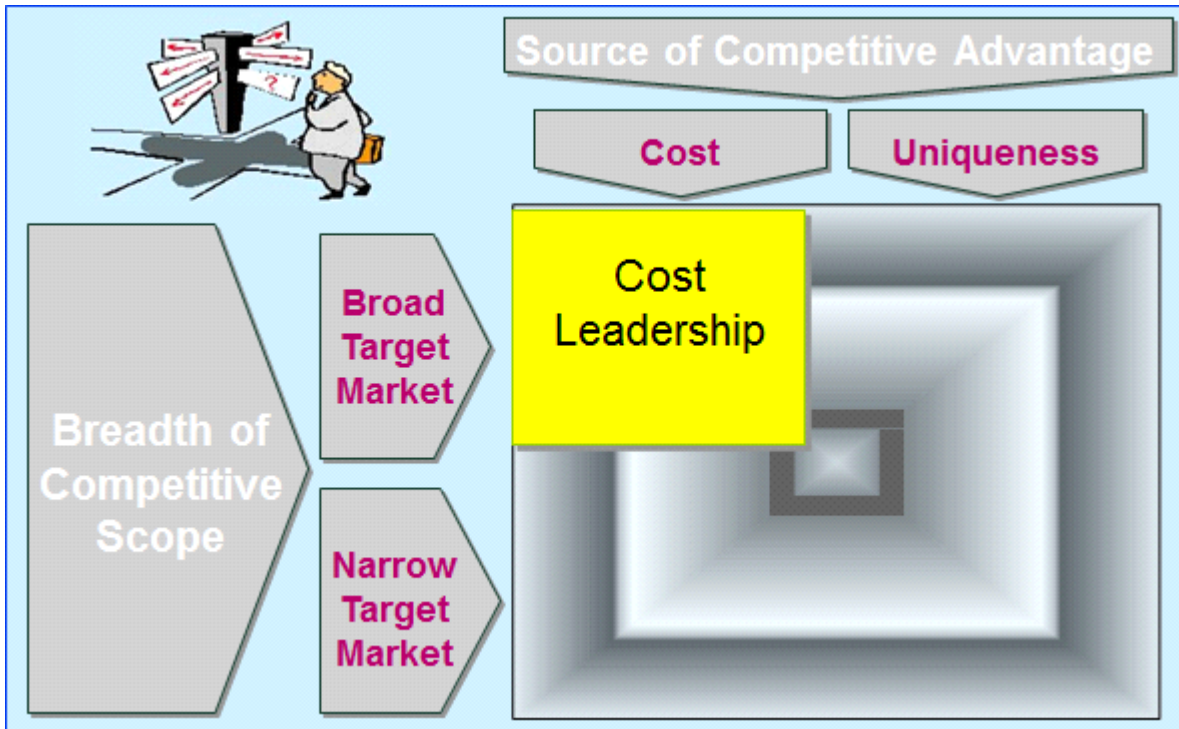 ?
Source of Competitive Advantage
Cost
Uniqueness
Cost
Leadership
Broad
Target
Market
Breadth of
Competitive
Scope
Narrow
Target
Market